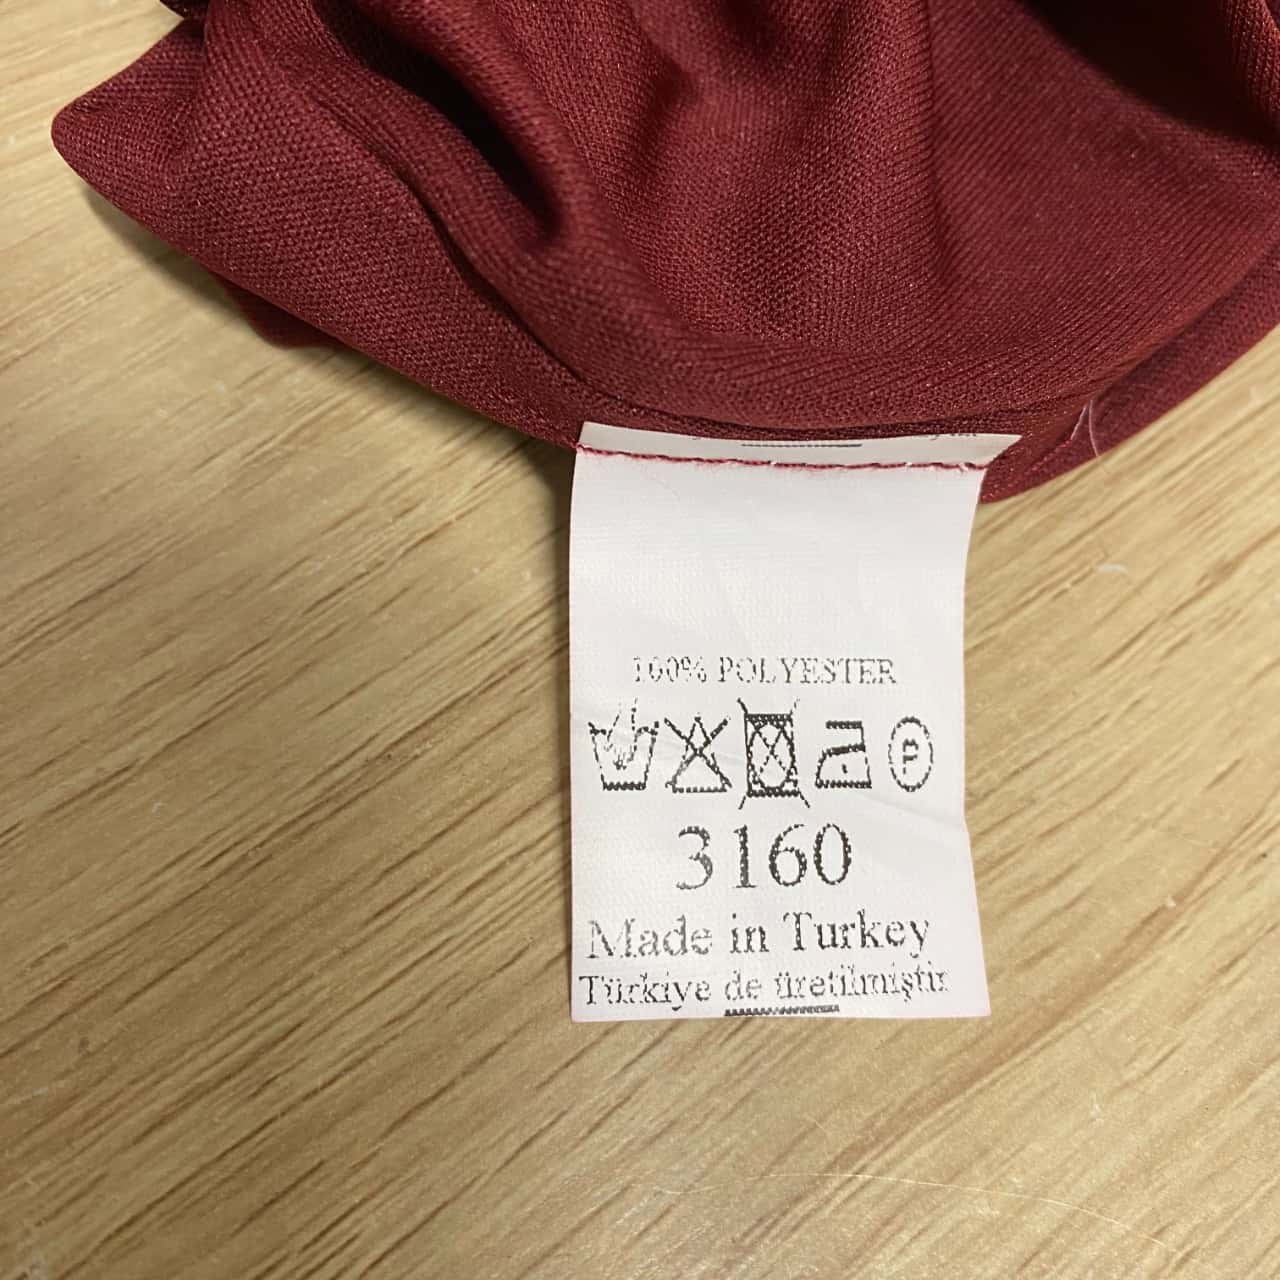 100% POLYESTER
P
3160
Made in Turkey
Türkiye de üretilmiştir